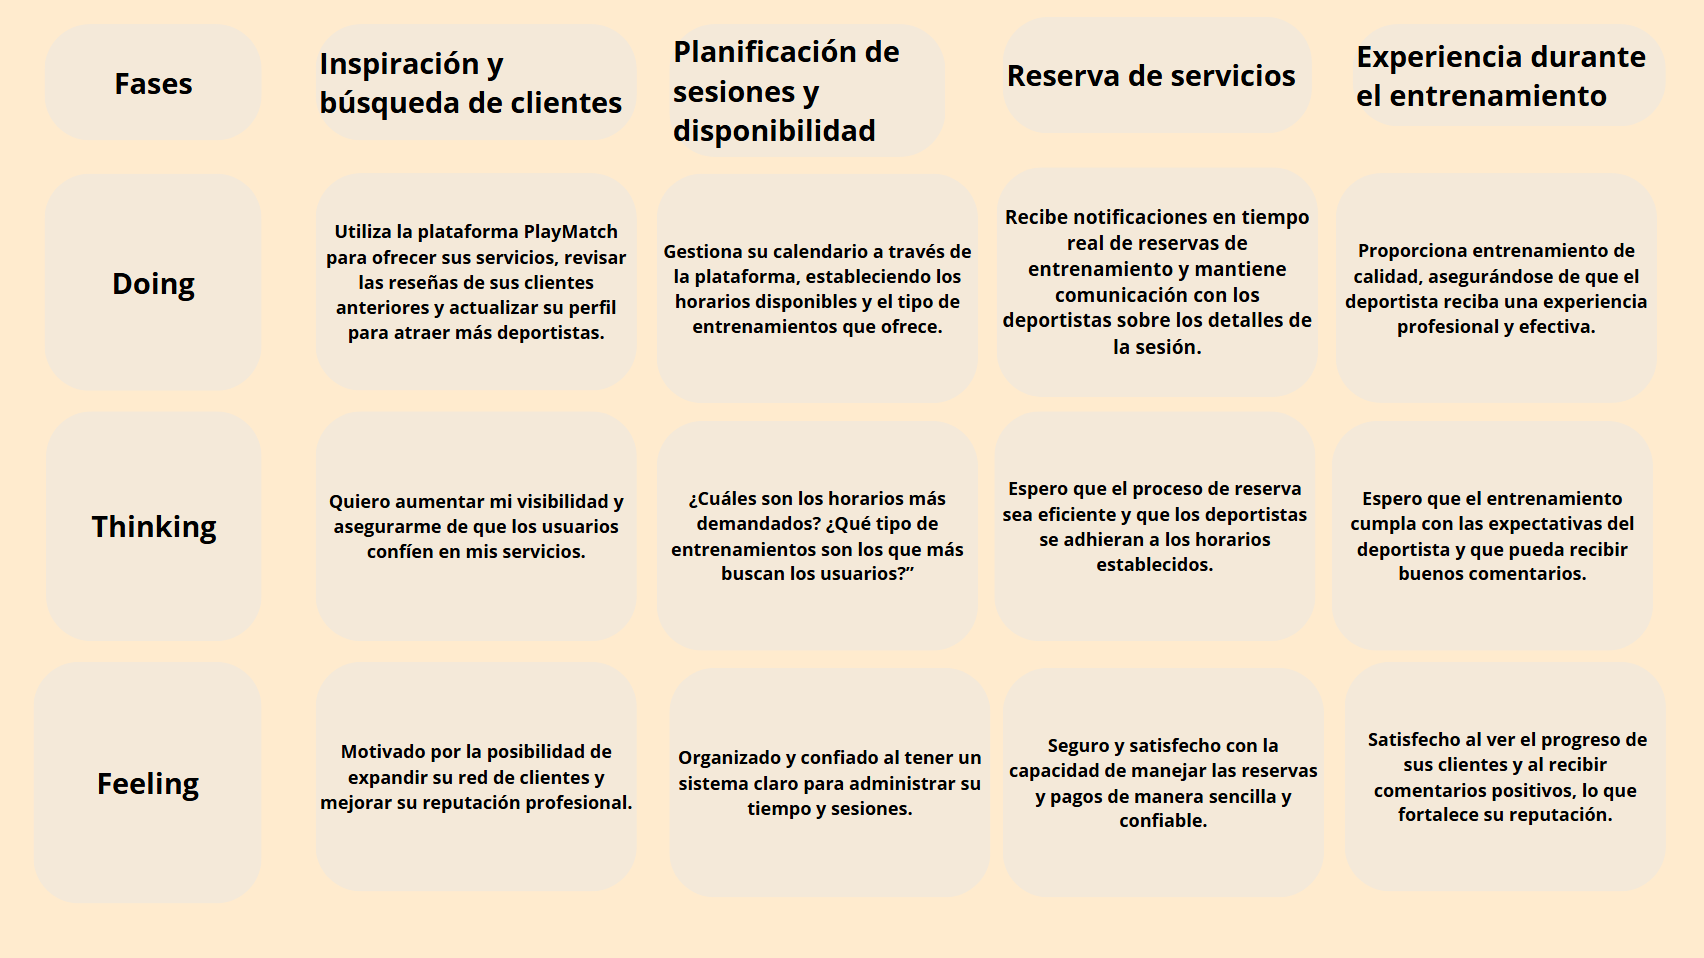 Fases
Inspiración y
búsqueda de clientes
Planificación de
sesiones y
disponibilidad
Reserva de servicios
Experiencia durante
el entrenamiento
Doing
Utiliza la plataforma PlayMatch
para ofrecer sus servicios, revisar
las reseñas de sus clientes
anteriores y actualizar su perfil
para atraer más deportistas.
Gestiona su calendario a través de
la plataforma, estableciendo los
horarios disponibles y el tipo de
entrenamientos que ofrece.
Recibe notificaciones en tiempo
real de reservas de
entrenamiento y mantiene
comunicación con los
deportistas sobre los detalles de
la sesión.
Proporciona entrenamiento de
calidad, asegurándose de que el
deportista reciba una experiencia
profesional y efectiva.
Thinking
Quiero aumentar mi visibilidad y
asegurarme de que los usuarios
confíen en mis servicios.
¿Cuáles son los horarios más
demandados? ¿Qué tipo de
entrenamientos son los que más
buscan los usuarios?”
Espero que el proceso de reserva
sea eficiente y que los deportistas
se adhieran a los horarios
establecidos.
Espero que el entrenamiento
cumpla con las expectativas del
deportista y que pueda recibir
buenos comentarios.
Feeling
Motivado por la posibilidad de
expandir su red de clientes y
mejorar su reputación profesional.
Organizado y confiado al tener un
sistema claro para administrar su
tiempo y sesiones.
Seguro y satisfecho con la
capacidad de manejar las reservas
y pagos de manera sencilla y
confiable.
Satisfecho al ver el progreso de
sus clientes y al recibir
comentarios positivos, lo que
fortalece su reputación.